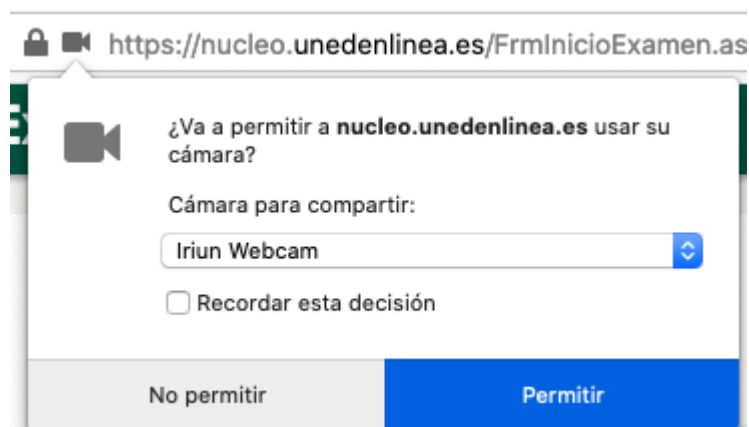 https://nucleo.unedenlinea.es/FrmInicioExamen.as
¿Va a permitir a nucleo.unedenlinea.es usar su
cámara?
Cámara para compartir:
Iriun Webcam
Recordar esta decisión
No permitir
Permitir